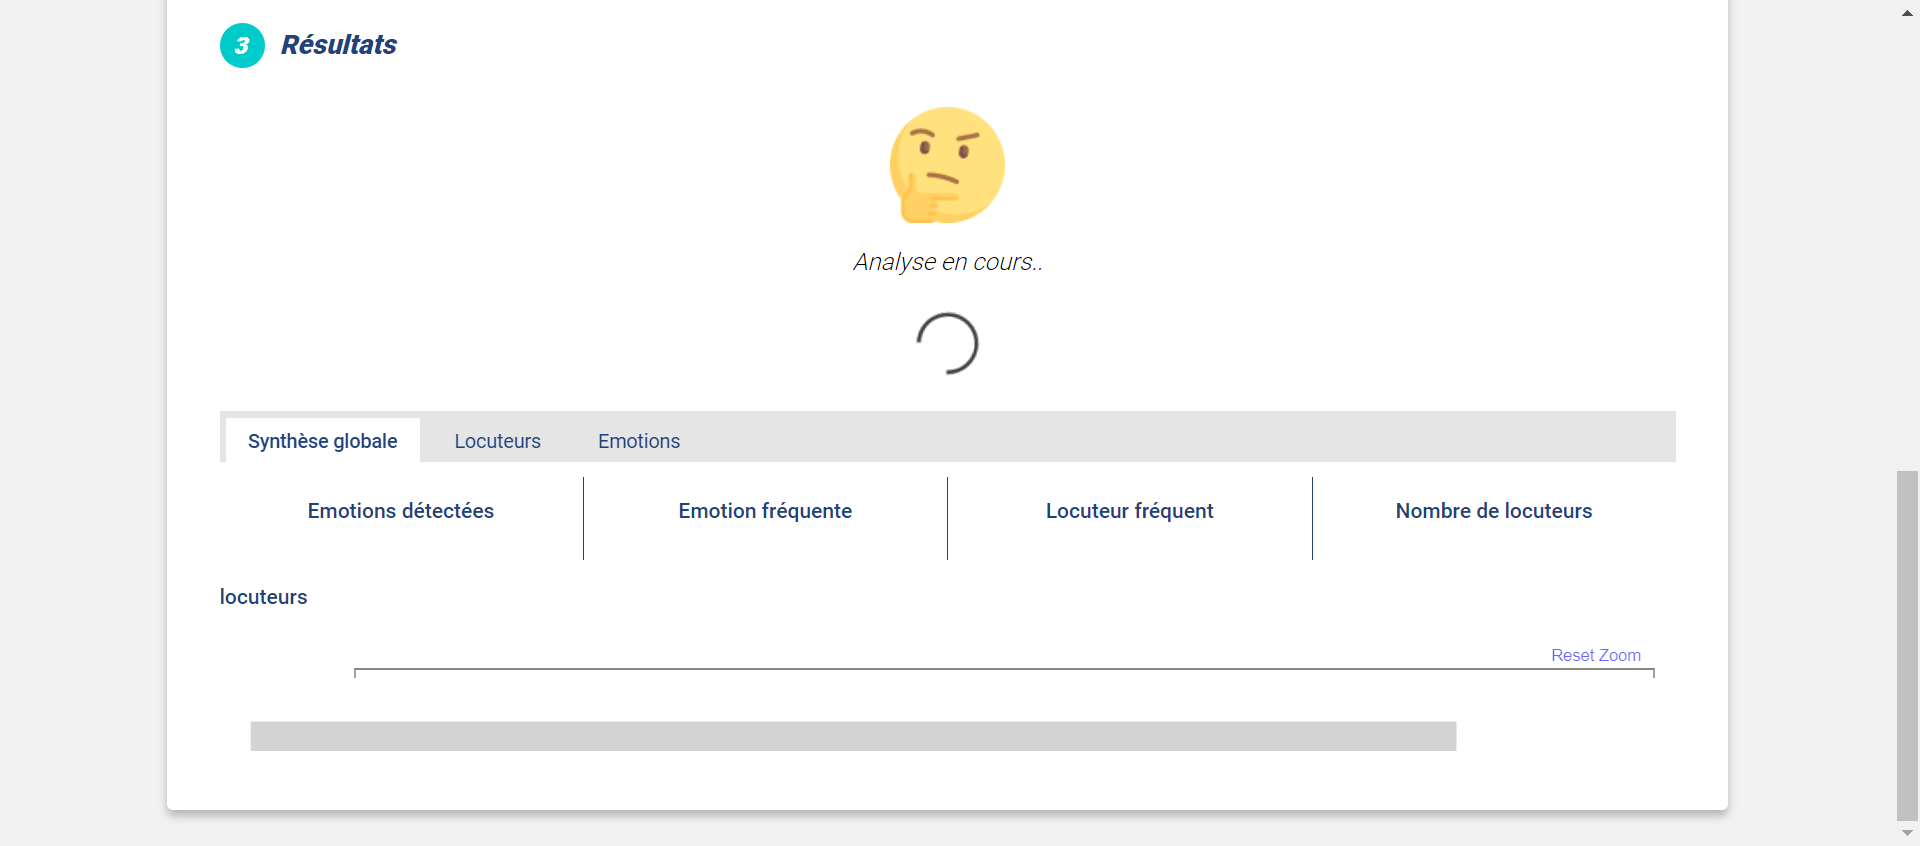 3 Résultats
Analyse en cours..
Synthèse globale Locuteurs Emotions
Emotions détectées Emotion fréquente Locuteur fréquent Nombre de locuteurs
locuteurs
Reset Zoom